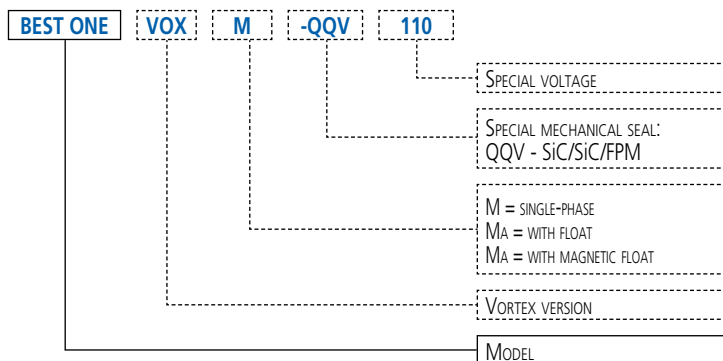 BEST ONE VOX M -QQV 110
SPECIAL VOLTAGE
SPECIAL MECHANICAL SEAL:
QQV - SiC/SiC/FPM
M = SINGLE-PHASE
MA = WITH FLOAT
MA = WITH MAGNETIC FLOAT
VORTEX VERSION
MODEL